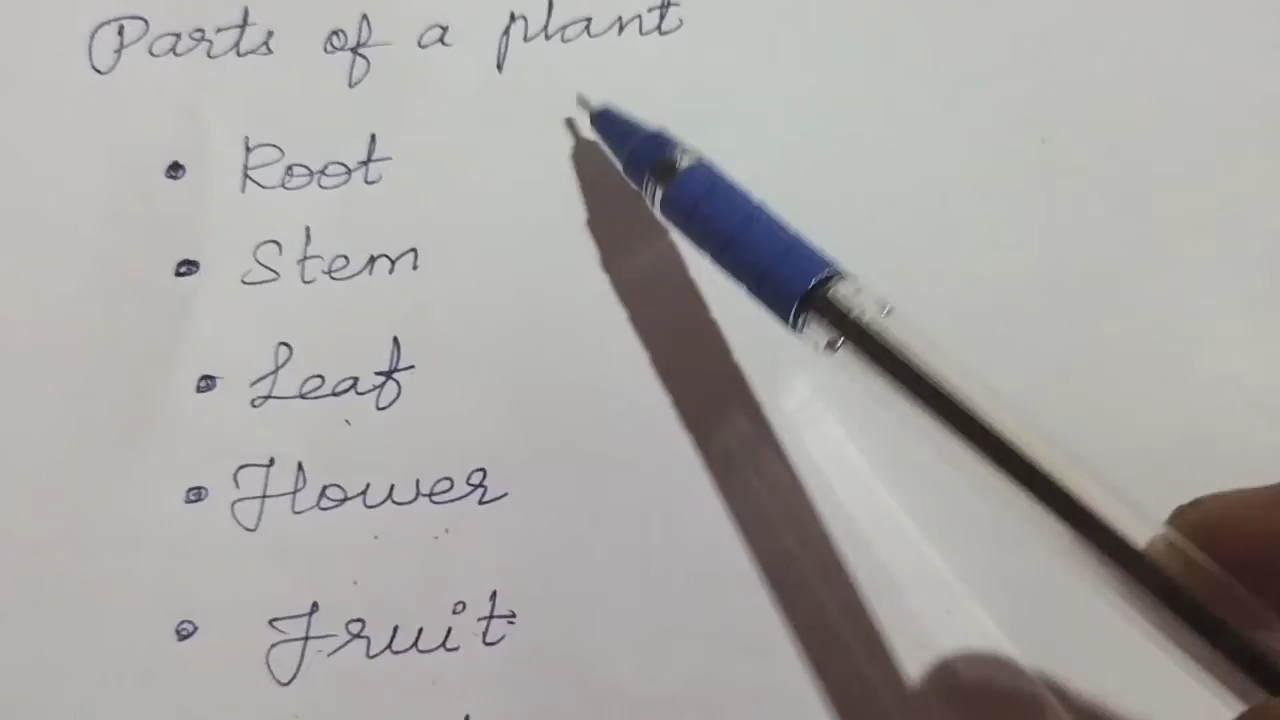 Parts of a plant
• Root
• Stem
• Leaf
• Flower
• Fruit